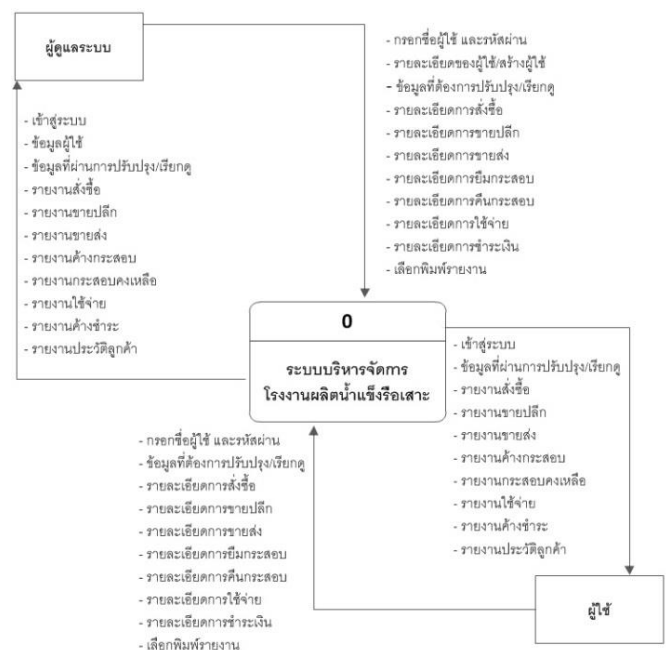 ผู้ดูแลระบบ
- กรอกชื่อผู้ใช้ และรหัสผ่าน
- รายละเอียดของผู้ใช้/สร้างผู้ใช้
- ข้อมูลที่ต้องการปรับปรุง/เรียกดู
- รายละเอียดการสั่งซื้อ
- รายละเอียดการขายปลีก
- รายละเอียดการขายส่ง
- รายละเอียดการยืมกระสอบ
- รายละเอียดการคืนกระสอบ
- รายละเอียดการใช้จ่าย
- รายละเอียดการชำระเงิน
- เลือกพิมพ์รายงาน
- เข้าสู่ระบบ
- ข้อมูลผู้ใช้
- ข้อมูลที่ผ่านการปรับปรุง/เรียกดู
- รายงานสั่งซื้อ
- รายงานขายปลีก
- รายงานขายส่ง
- รายงานค้างกระสอบ
- รายงานกระสอบคงเหลือ
- รายงานใช้จ่าย
- รายงานค้างชำระ
- รายงานประวัติลูกค้า
0
ระบบบริหารจัดการ
โรงงานผลิตน้ำแข็งรือเสาะ
- เข้าสู่ระบบ
- ข้อมูลที่ผ่านการปรับปรุง/เรียกดู
- รายงานสั่งซื้อ
- รายงานขายปลีก
- รายงานขายส่ง
- รายงานค้างกระสอบ
- รายงานกระสอบคงเหลือ
- รายงานใช้จ่าย
- รายงานค้างชำระ
- รายงานประวัติลูกค้า
- กรอกชื่อผู้ใช้ และรหัสผ่าน
- ข้อมูลที่ต้องการปรับปรุง/เรียกดู
- รายละเอียดการสั่งซื้อ
- รายละเอียดการขายปลีก
- รายละเอียดการขายส่ง
- รายละเอียดการยืมกระสอบ
- รายละเอียดการคืนกระสอบ
- รายละเอียดการใช้จ่าย
- รายละเอียดการชำระเงิน
- เลือกพิมพ์รายงาน
ผู้ใช้